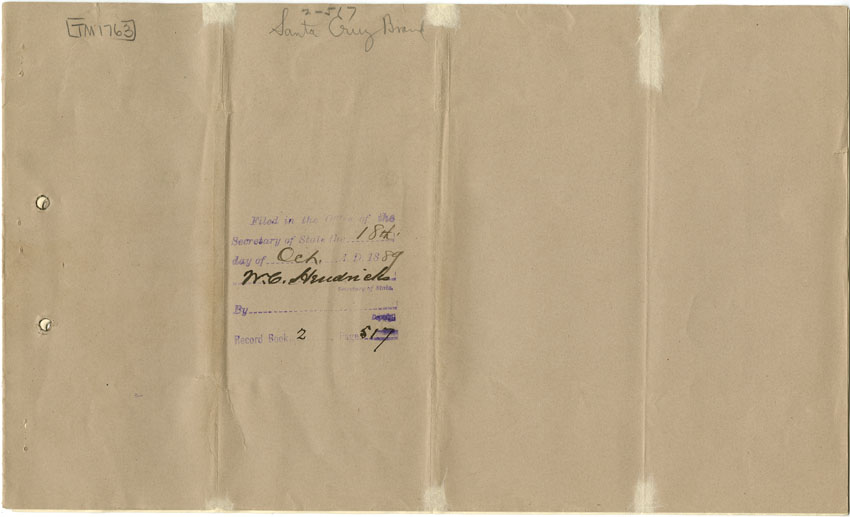 TM1763
2-517
Santa Cruz Brand
Filed in the Office of the
Secretary of State the 18th
day of Oct. A.D. 1889
W.C. Hendricks
Secretary of State.
By
Deputy
Record Book 2 Page 517